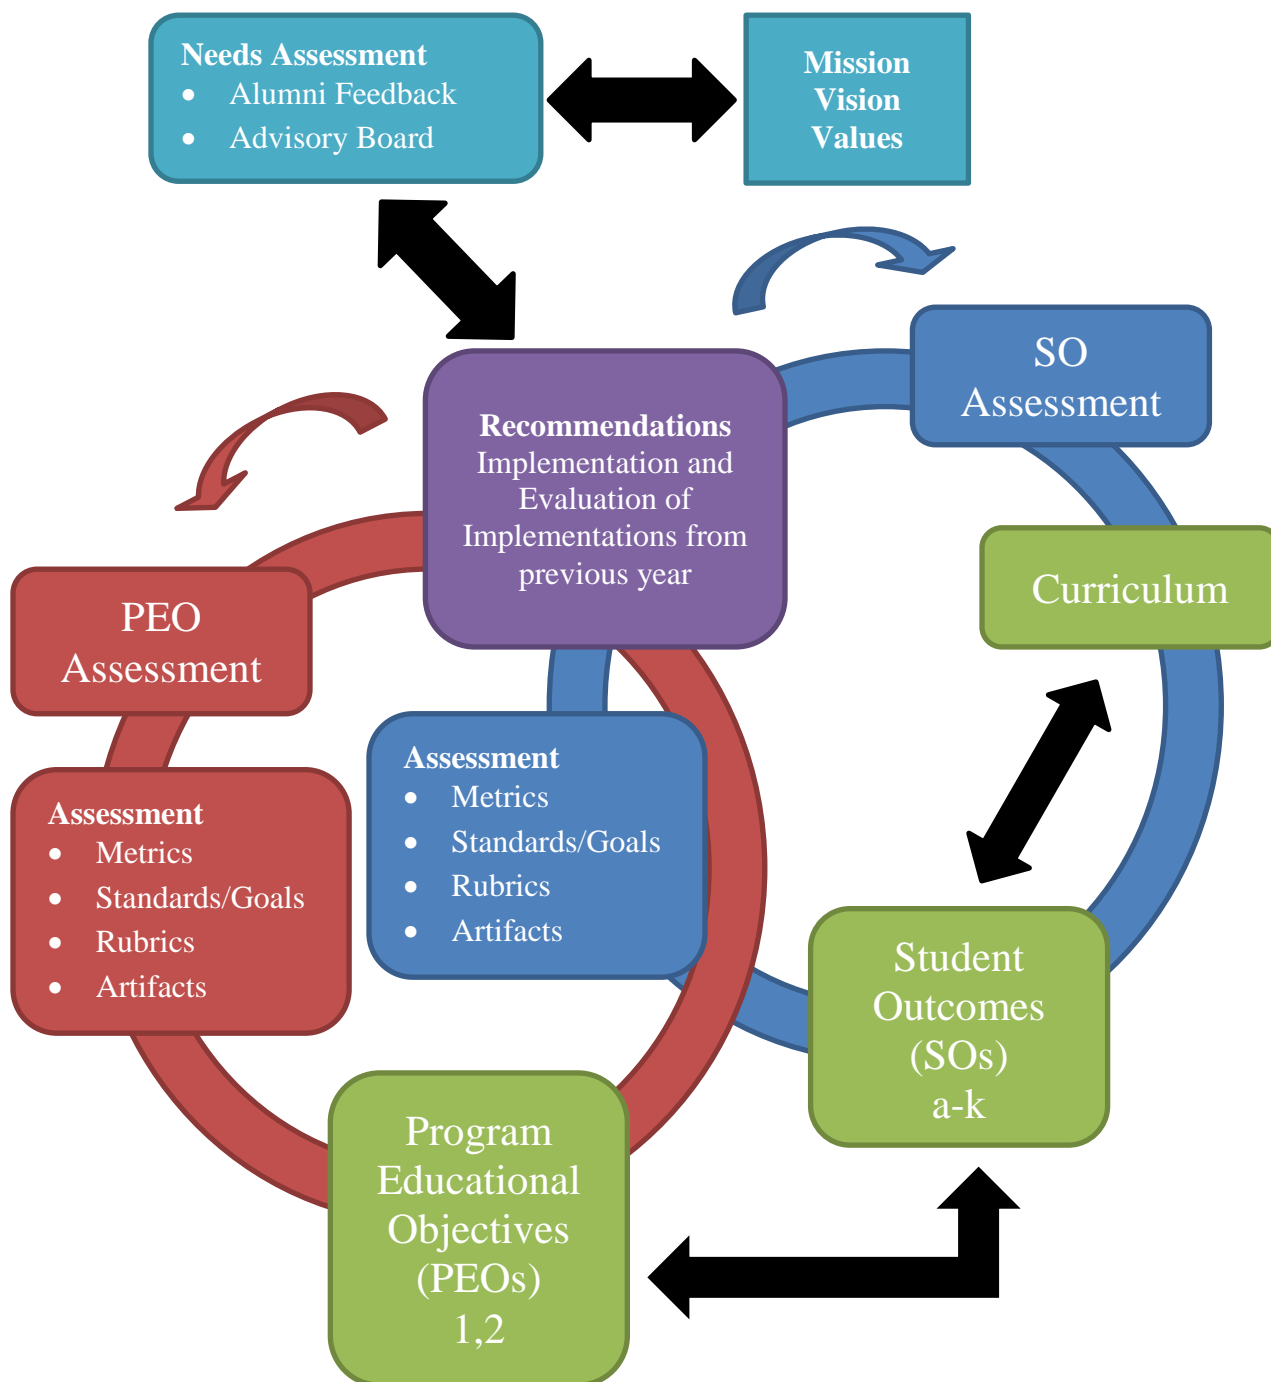 Needs Assessment
• Alumni Feedback
• Advisory Board
Mission
Vision
Values
SO
Assessment
Recommendations
Implementation and
Evaluation of
Implementations from
previous year
Curriculum
PEO
Assessment
Assessment
• Metrics
• Standards/Goals
• Rubrics
• Artifacts
Assessment
• Metrics
• Standards/Goals
• Rubrics
• Artifacts
Student
Outcomes
(SOs)
a-k
Program
Educational
Objectives
(PEOs)
1,2